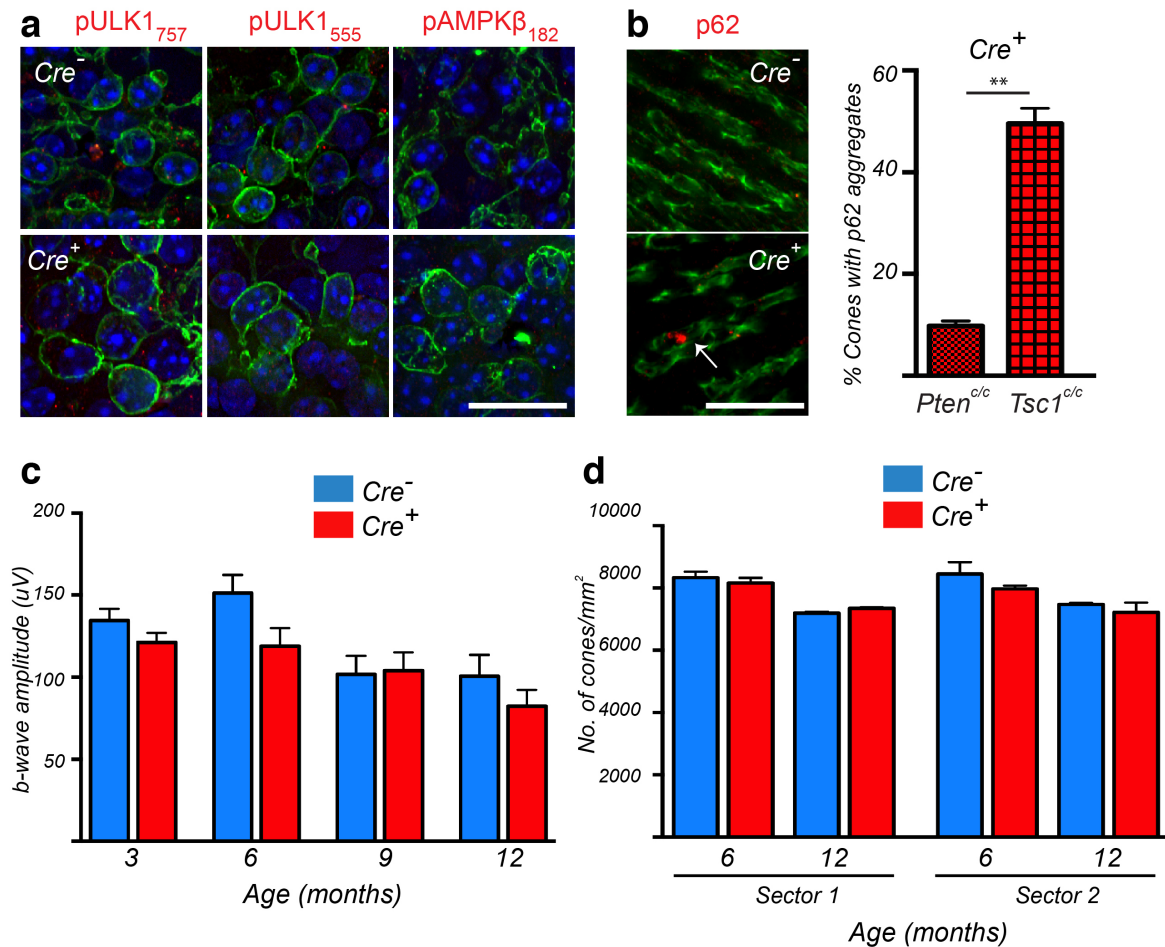 a
pULK1757
pULK1555
pAMPKβ182
Cre-
Cre+
b
p62
Cre-
Cre+
Cre+
**
60
40
20
% Cones with p62 aggregates
Ptenc/c
Tsc1c/c
c
Cre-
Cre+
200
150
100
50
b-wave amplitude (uV)
3 6 9 12
Age (months)
d
Cre-
Cre+
10000
8000
6000
4000
2000
No. of cones/mm2
6 12 6 12
Sector 1 Sector 2
Age (months)